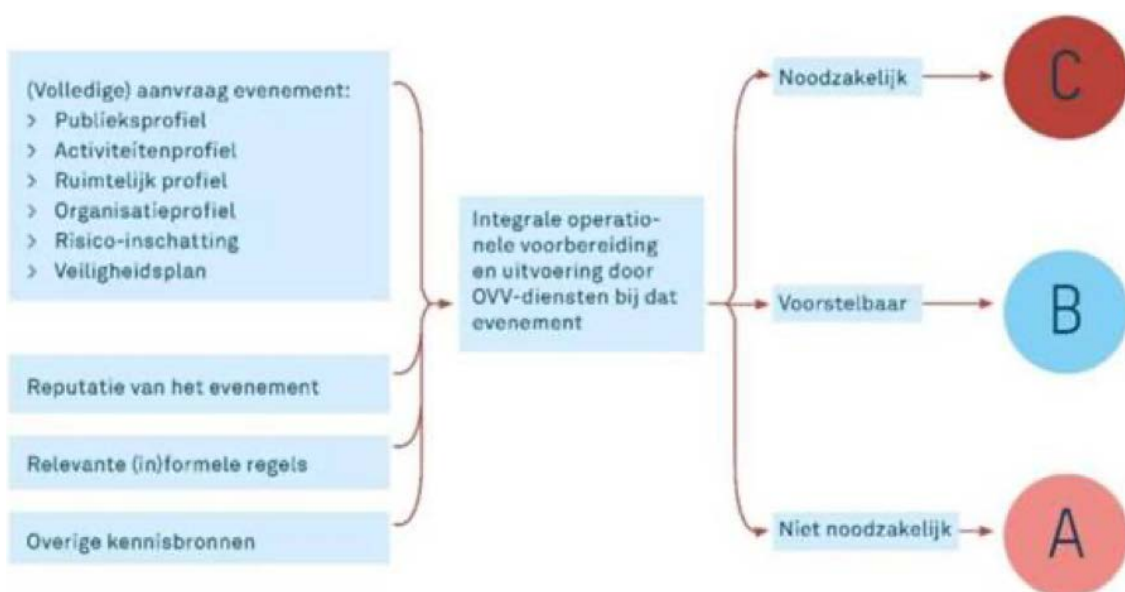 (Volledige) aanvraag evenement:
> Publieksprofiel
> Activiteitenprofiel
> Ruimtelijk profiel
> Organisatieprofiel
> Risico-inschatting
> Veiligheidsplan
Reputatie van het evenement
Relevante (in)formele regels
Overige kennisbronnen
Integrale operatio-
nele voorbereiding
en uitvoering door
OVV-diensten bij dat
evenement
Noodzakelijk
C
Voorstelbaar
B
Niet noodzakelijk
A